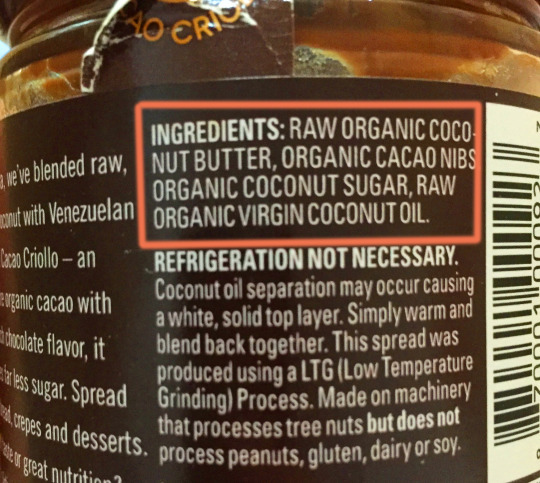 AO CRIO
INGREDIENTS: RAW ORGANIC COCO-
NUT BUTTER, ORGANIC CACAO NIBS
ORGANIC COCONUT SUGAR, RAW
ORGANIC VIRGIN COCONUT OIL.
REFRIGERATION NOT NECESSARY.
Coconut oil separation may occur causing
a white, solid top layer. Simply warm and
blend back together. This spread was
produced using a LTG (Low Temperature
Grinding) Process. Made on machinery
that processes tree nuts but does not
process peanuts, gluten, dairy or soy.
we've blended raw,
with Venezuelan
Cacao Criollo – an
organic cacao with
chocolate flavor, it
far less sugar. Spread
crepes and desserts.
or great nutrition?